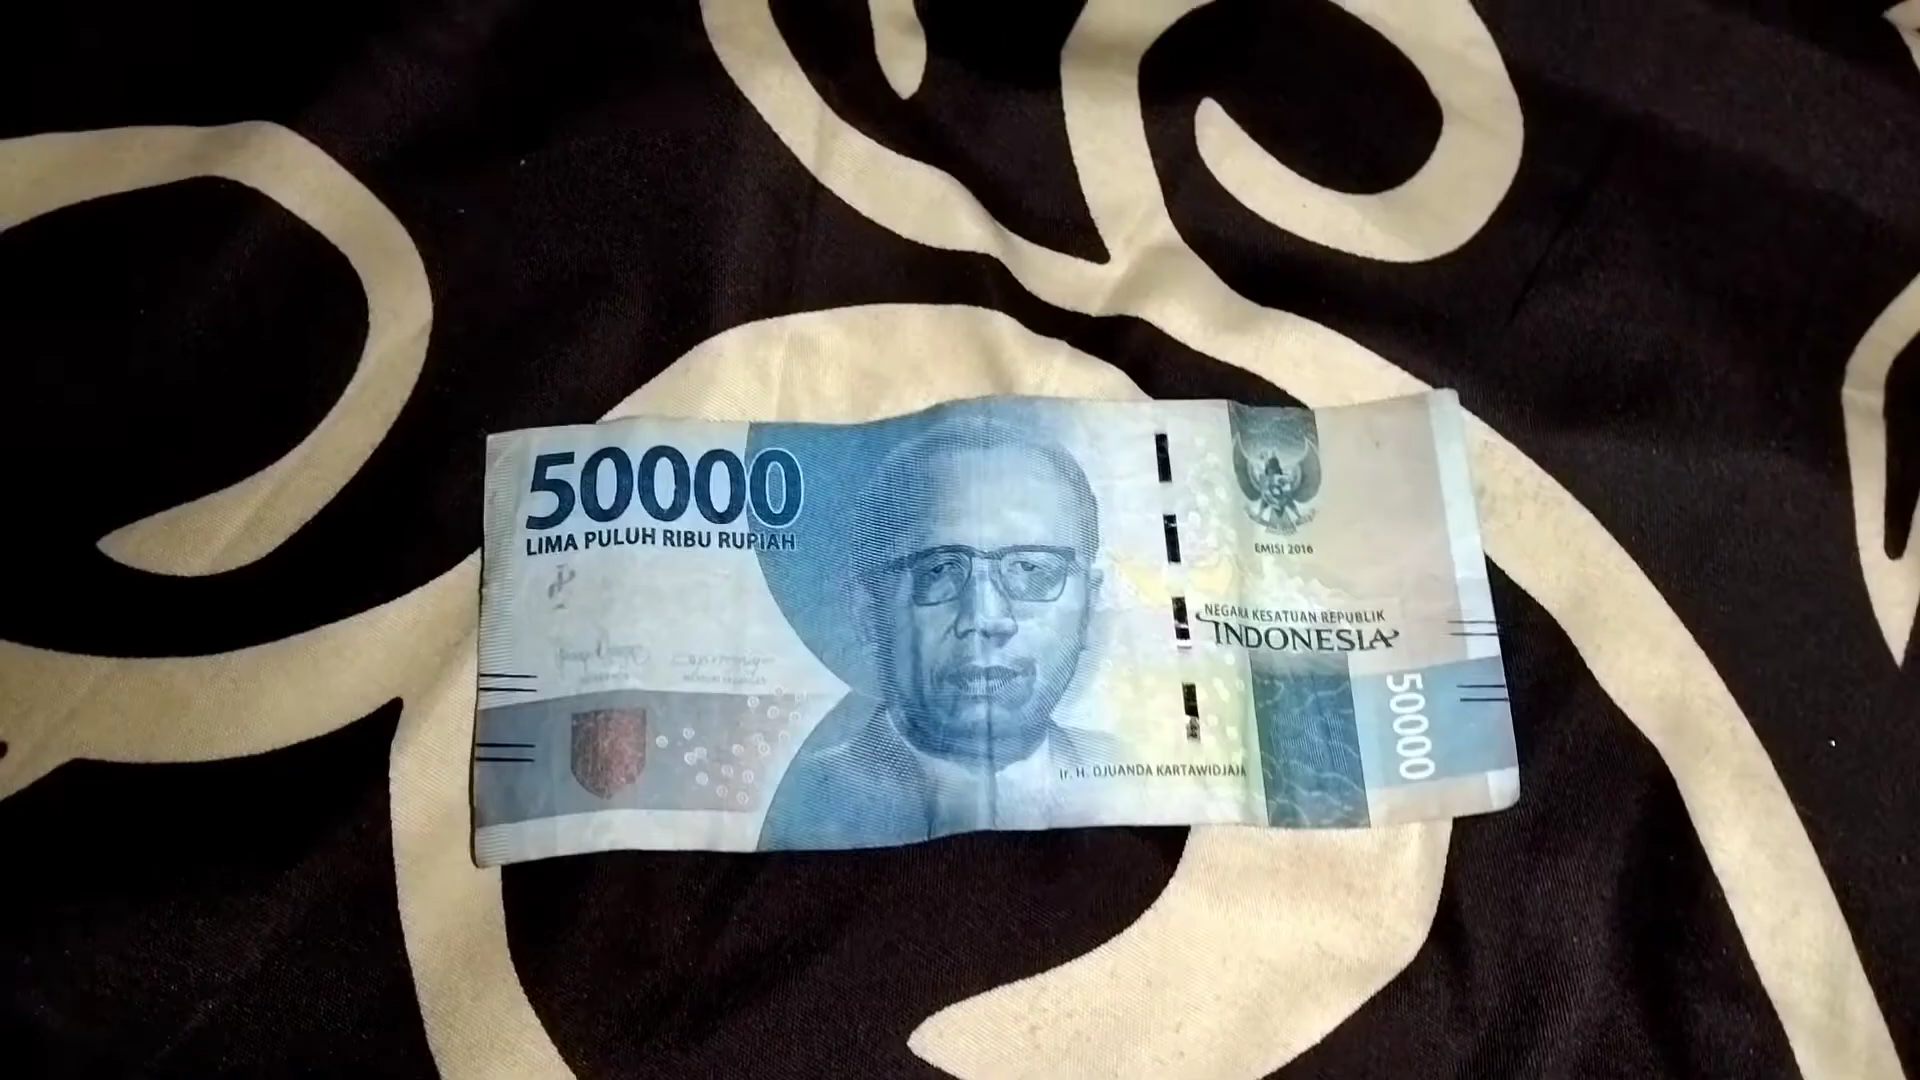 50000
LIMA PULUH RIBU RUPIAH
EMISI 2016
NEGARA KESATUAN REPUBLIK
INDONESIA
50000
Ir. H. DJUANDA KARTAWIDJAJA